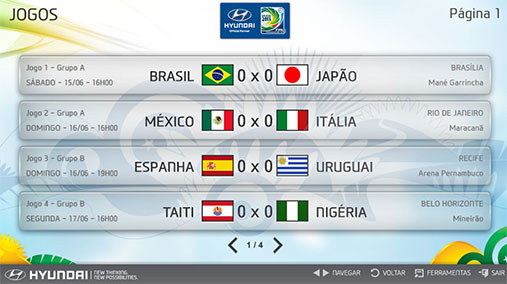 JOGOS
HYUNDAI
Página 1
Jogo 1 - Grupo A
SÁBADO - 15/06 - 16H00
BRASIL 0 x 0 JAPÃO
BRASÍLIA
Mané Garrincha
Jogo 2 - Grupo A
DOMINGO - 16/06 - 16H00
MÉXICO 0 x 0 ITÁLIA
RIO DE JANEIRO
Maracanã
Jogo 3 - Grupo B
DOMINGO - 16/06 - 19H00
ESPANHA 0 x 0 URUGUAI
RECIFE
Arena Pernambuco
Jogo 4 - Grupo B
SEGUNDA - 17/06 - 16H00
TAITI 0 x 0 NIGÉRIA
BELO HORIZONTE
Mineirão
1 / 4
HYUNDAI NEW THINKING. NEW POSSIBILITIES.
NAVEGAR VOLTAR FERRAMENTAS SAIR